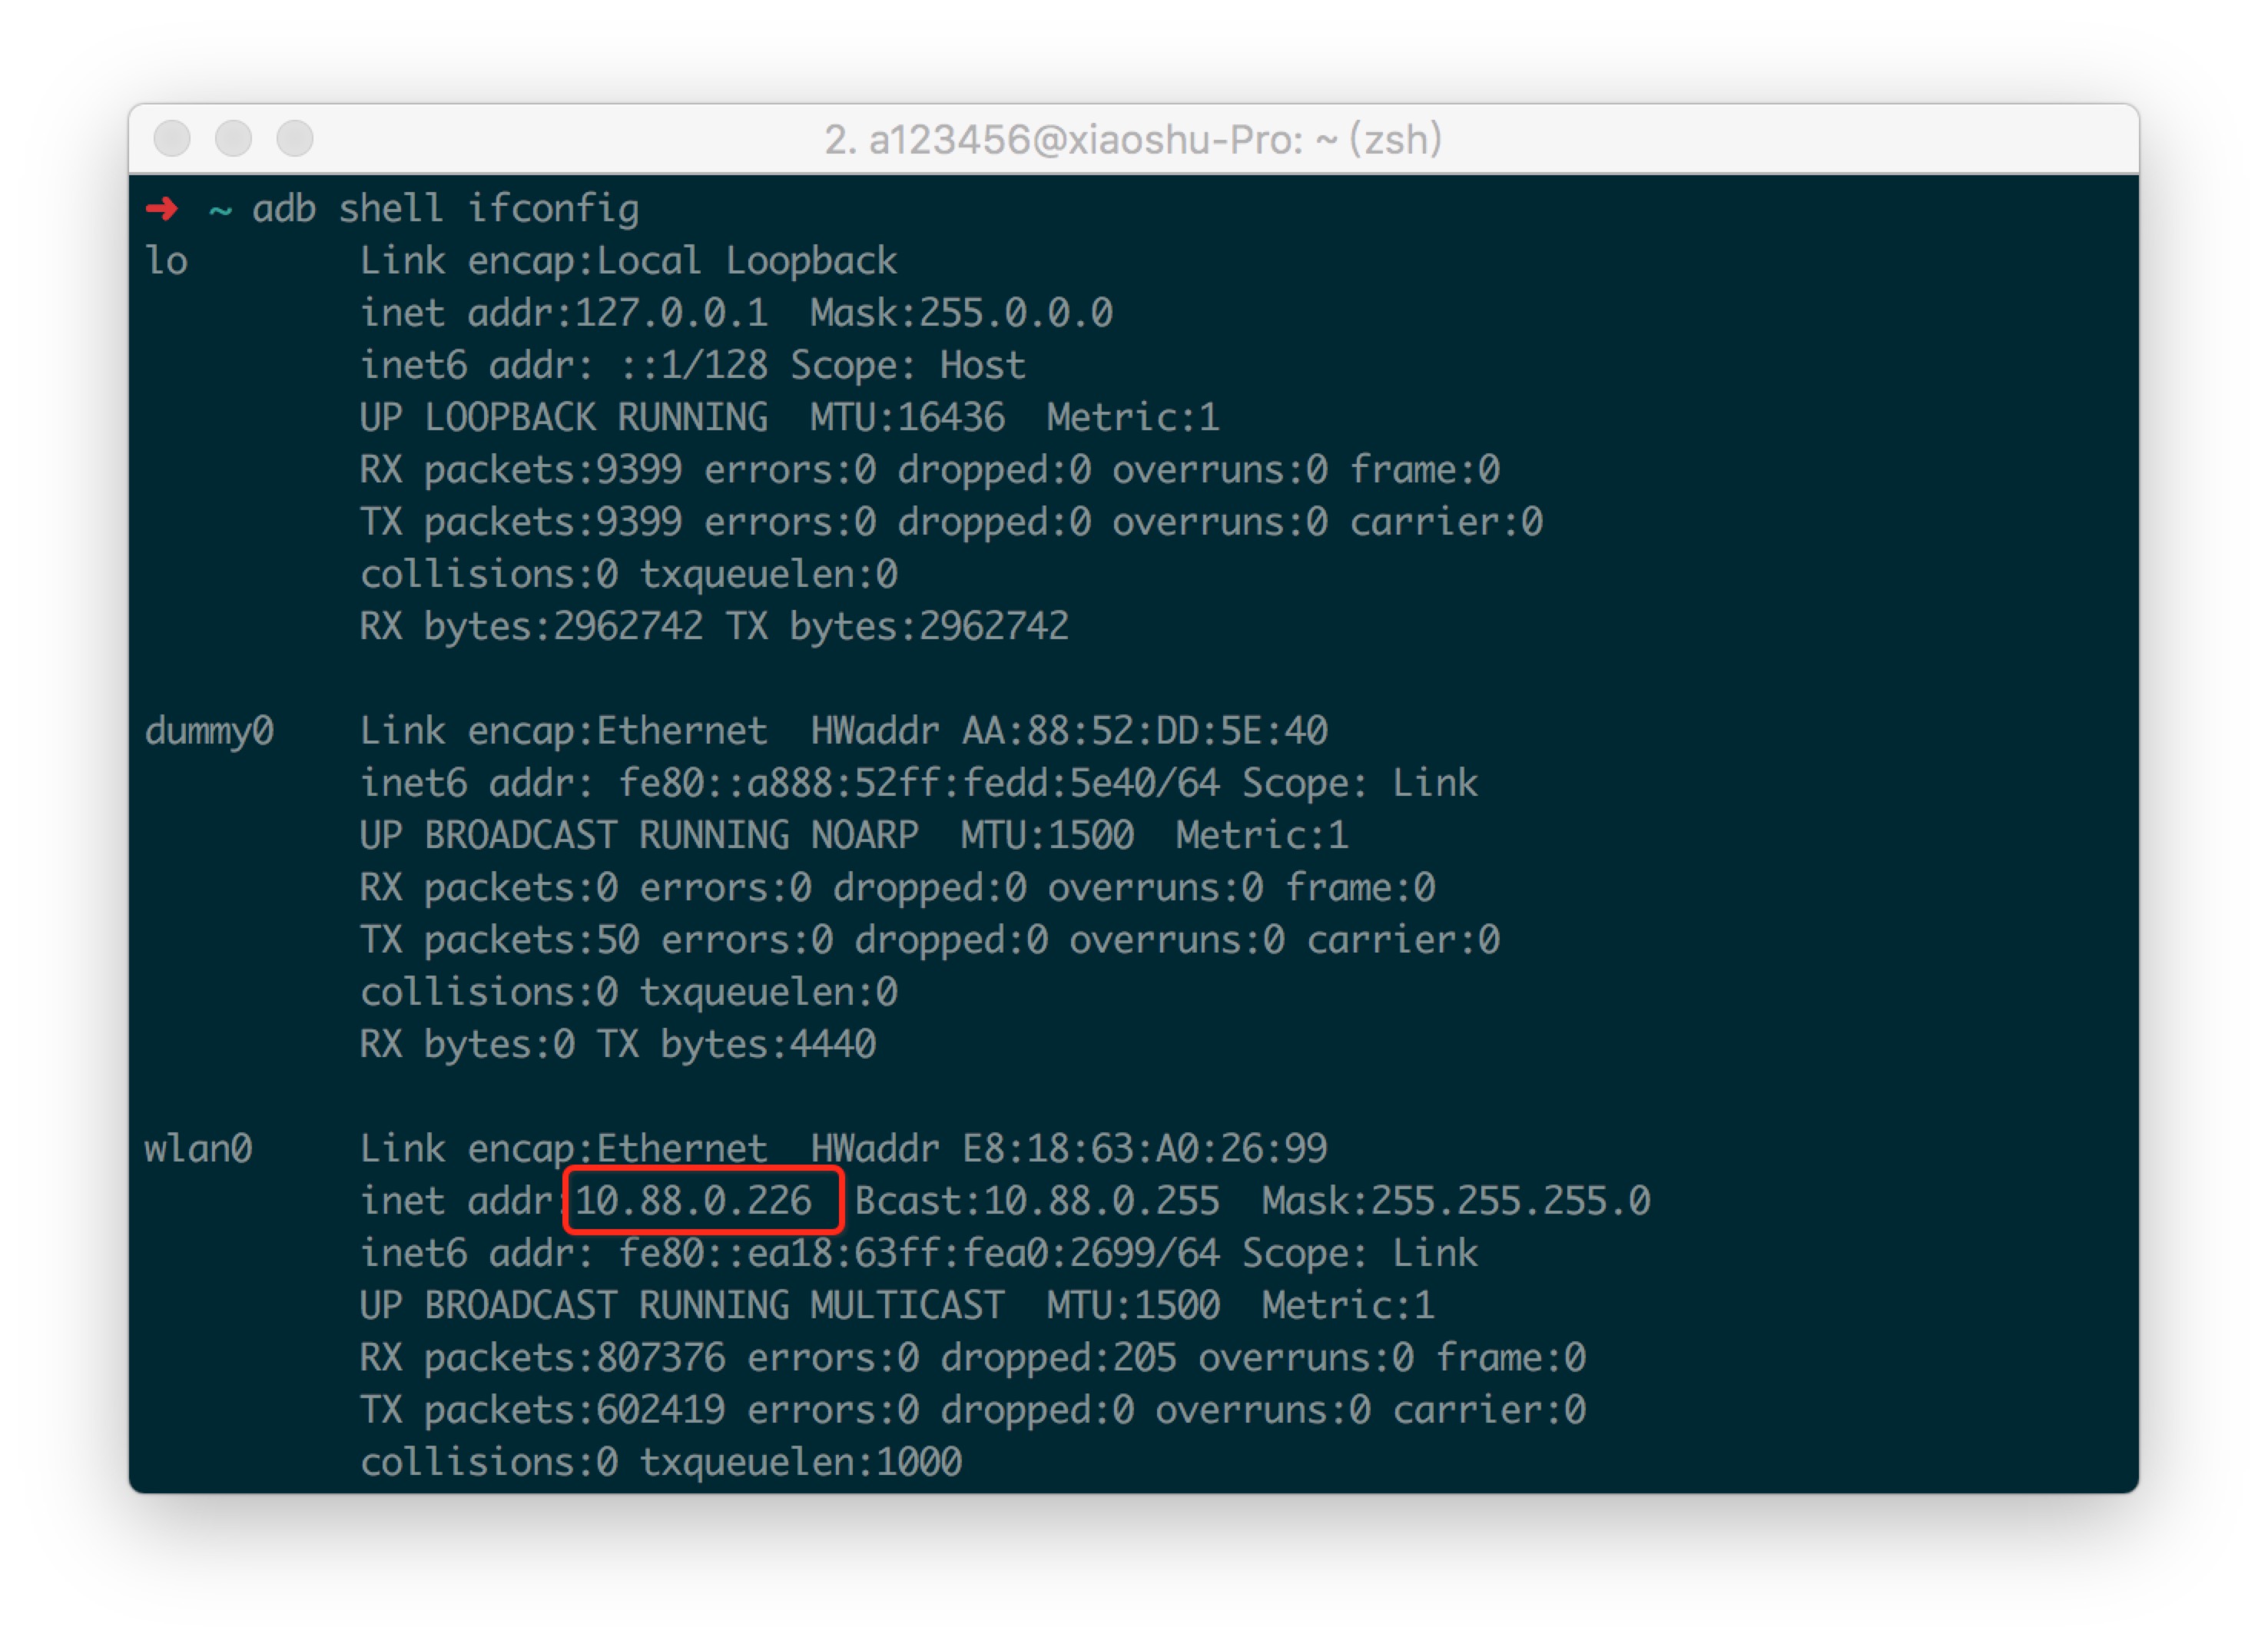 2. a123456@xiaoshu-Pro: ~ (zsh)
➜  ~ adb shell ifconfig
lo        Link encap:Local Loopback
          inet addr:127.0.0.1  Mask:255.0.0.0
          inet6 addr: ::1/128 Scope: Host
          UP LOOPBACK RUNNING  MTU:16436  Metric:1
          RX packets:9399 errors:0 dropped:0 overruns:0 frame:0
          TX packets:9399 errors:0 dropped:0 overruns:0 carrier:0
          collisions:0 txqueuelen:0
          RX bytes:2962742 TX bytes:2962742

dummy0    Link encap:Ethernet  HWaddr AA:88:52:DD:5E:40
          inet6 addr: fe80::a888:52ff:fedd:5e40/64 Scope: Link
          UP BROADCAST RUNNING NOARP  MTU:1500  Metric:1
          RX packets:0 errors:0 dropped:0 overruns:0 frame:0
          TX packets:50 errors:0 dropped:0 overruns:0 carrier:0
          collisions:0 txqueuelen:0
          RX bytes:0 TX bytes:4440

wlan0     Link encap:Ethernet  HWaddr E8:18:63:A0:26:99
          inet addr:10.88.0.226  Bcast:10.88.0.255  Mask:255.255.255.0
          inet6 addr: fe80::ea18:63ff:fea0:2699/64 Scope: Link
          UP BROADCAST RUNNING MULTICAST  MTU:1500  Metric:1
          RX packets:807376 errors:0 dropped:205 overruns:0 frame:0
          TX packets:602419 errors:0 dropped:0 overruns:0 carrier:0
          collisions:0 txqueuelen:1000